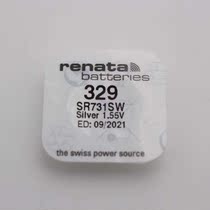 renata
batteries
329
SR731SW
Silver 1.55V
ED: 09/2021
the swiss power source